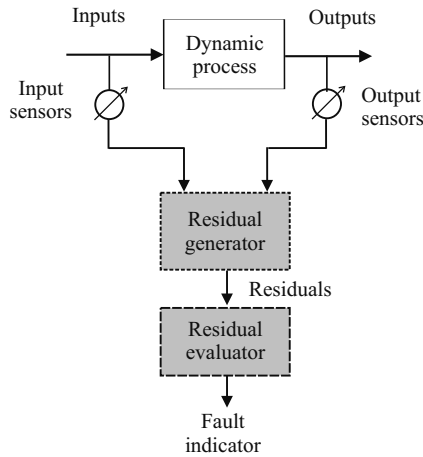 Inputs
Outputs
Dynamic
process
Input
sensors
Output
sensors
Residual
generator
Residuals
Residual
evaluator
Fault
indicator